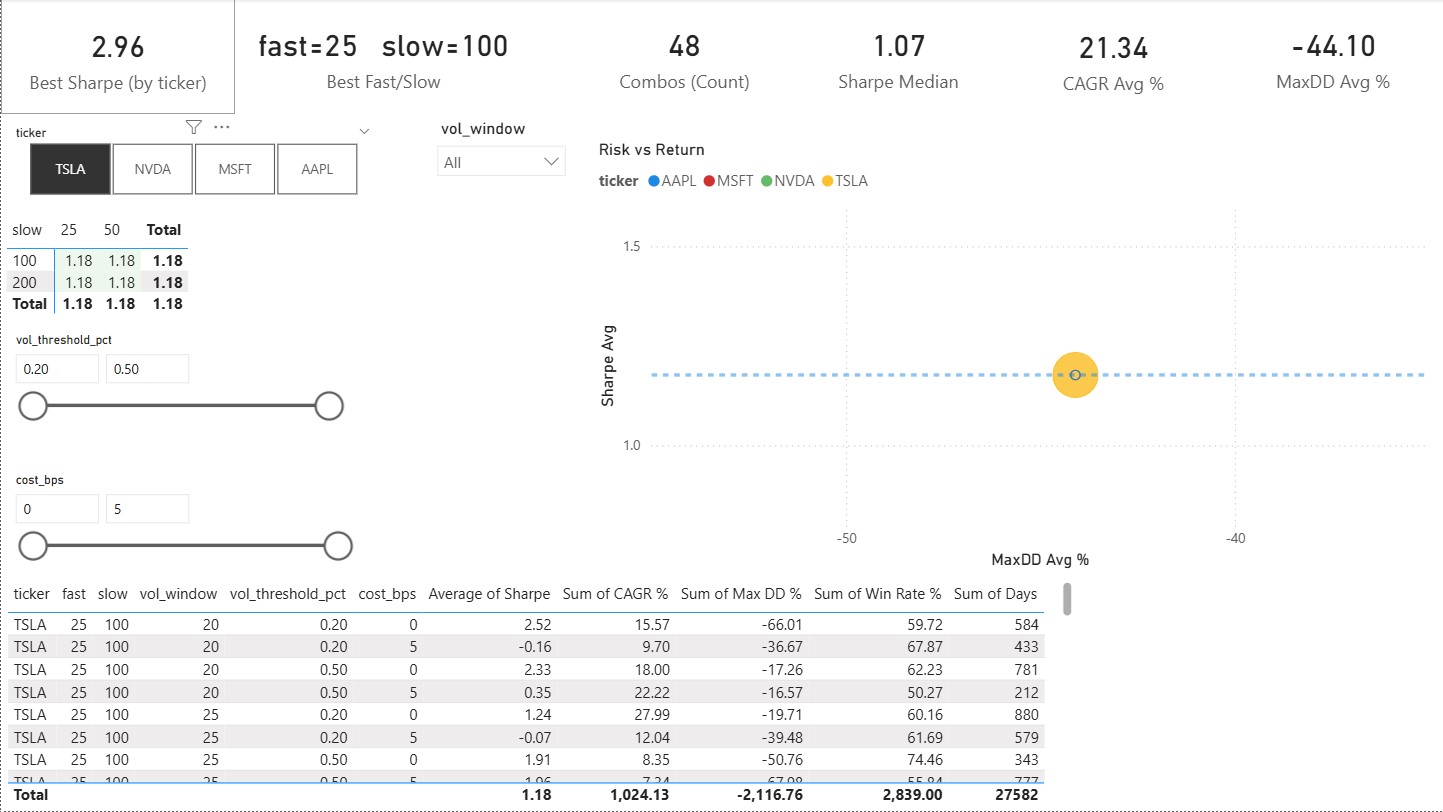 2.96
Best Sharpe (by ticker)
fast=25 slow=100
Best Fast/Slow
48
Combos (Count)
1.07
Sharpe Median
21.34
CAGR Avg %
-44.10
MaxDD Avg %
ticker
TSLA NVDA MSFT AAPL
vol_window
All
slow 25 50 Total
100 1.18 1.18 1.18
200 1.18 1.18 1.18
Total 1.18 1.18 1.18
vol_threshold_pct
0.20 0.50
cost_bps
0 5
Risk vs Return
ticker AAPL MSFT NVDA TSLA
Sharpe Avg
1.5
1.0
-50 -40
MaxDD Avg %
ticker fast slow vol_window vol_threshold_pct cost_bps Average of Sharpe Sum of CAGR % Sum of Max DD % Sum of Win Rate % Sum of Days
TSLA 25 100 20 0.20 0 2.52 15.57 -66.01 59.72 584
TSLA 25 100 20 0.20 5 -0.16 9.70 -36.67 67.87 433
TSLA 25 100 20 0.50 0 2.33 18.00 -17.26 62.23 781
TSLA 25 100 20 0.50 5 0.35 22.22 -16.57 50.27 212
TSLA 25 100 25 0.20 0 1.24 27.99 -19.71 60.16 880
TSLA 25 100 25 0.20 5 -0.07 12.04 -39.48 61.69 579
TSLA 25 100 25 0.50 0 1.91 8.35 -50.76 74.46 343
TSLA 25 100 25 0.50 5 1.96 7.24 -67.98 55.84 777
Total 1.18 1,024.13 -2,116.76 2,839.00 27582